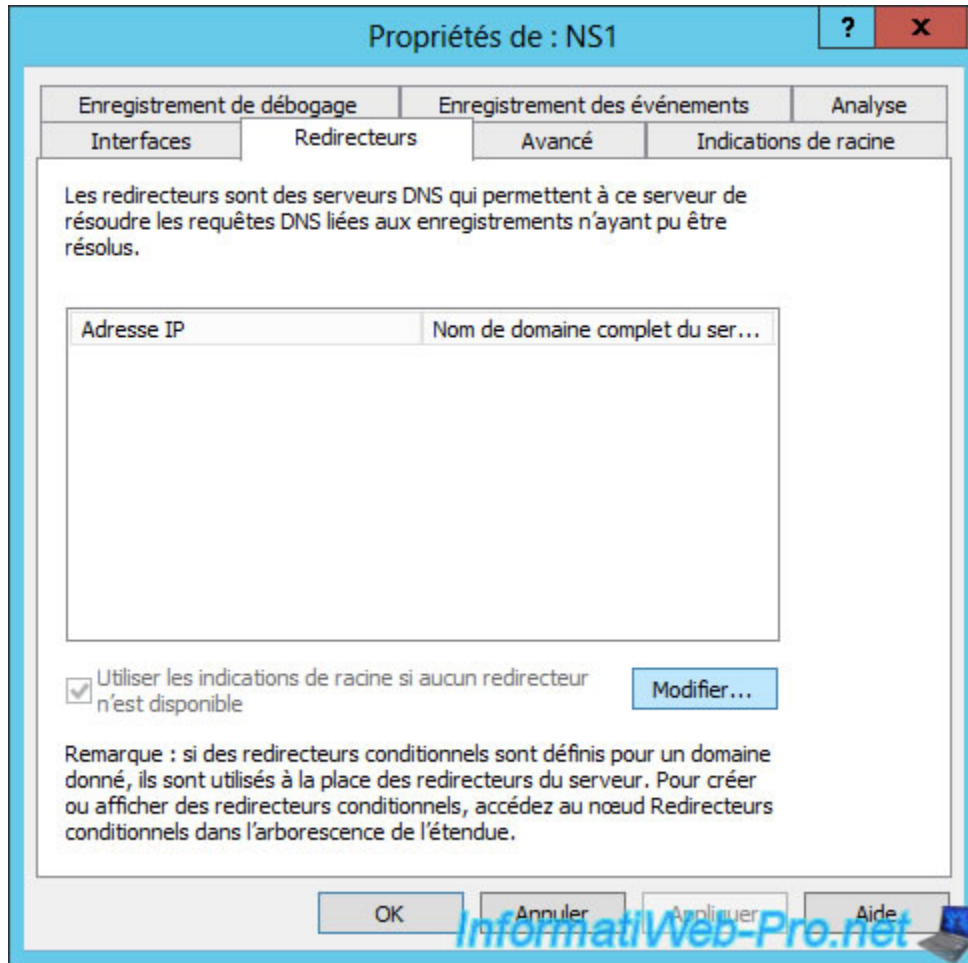 Propriétés de : NS1
?
x
Enregistrement de débogage
Enregistrement des événements
Analyse
Interfaces
Redirecteurs
Avancé
Indications de racine
Les redirecteurs sont des serveurs DNS qui permettent à ce serveur de
résoudre les requêtes DNS liées aux enregistrements n’ayant pu être
résolus.
Adresse IP
Nom de domaine complet du ser...
Utiliser les indications de racine si aucun redirecteur
n’est disponible
Modifier...
Remarque : si des redirecteurs conditionnels sont définis pour un domaine
donné, ils sont utilisés à la place des redirecteurs du serveur. Pour créer
ou afficher des redirecteurs conditionnels, accédez au nœud Redirecteurs
conditionnels dans l’arborescence de l’étendue.
OK
Annuler
Appliquer
Aide
InformatiWeb-Pro.net